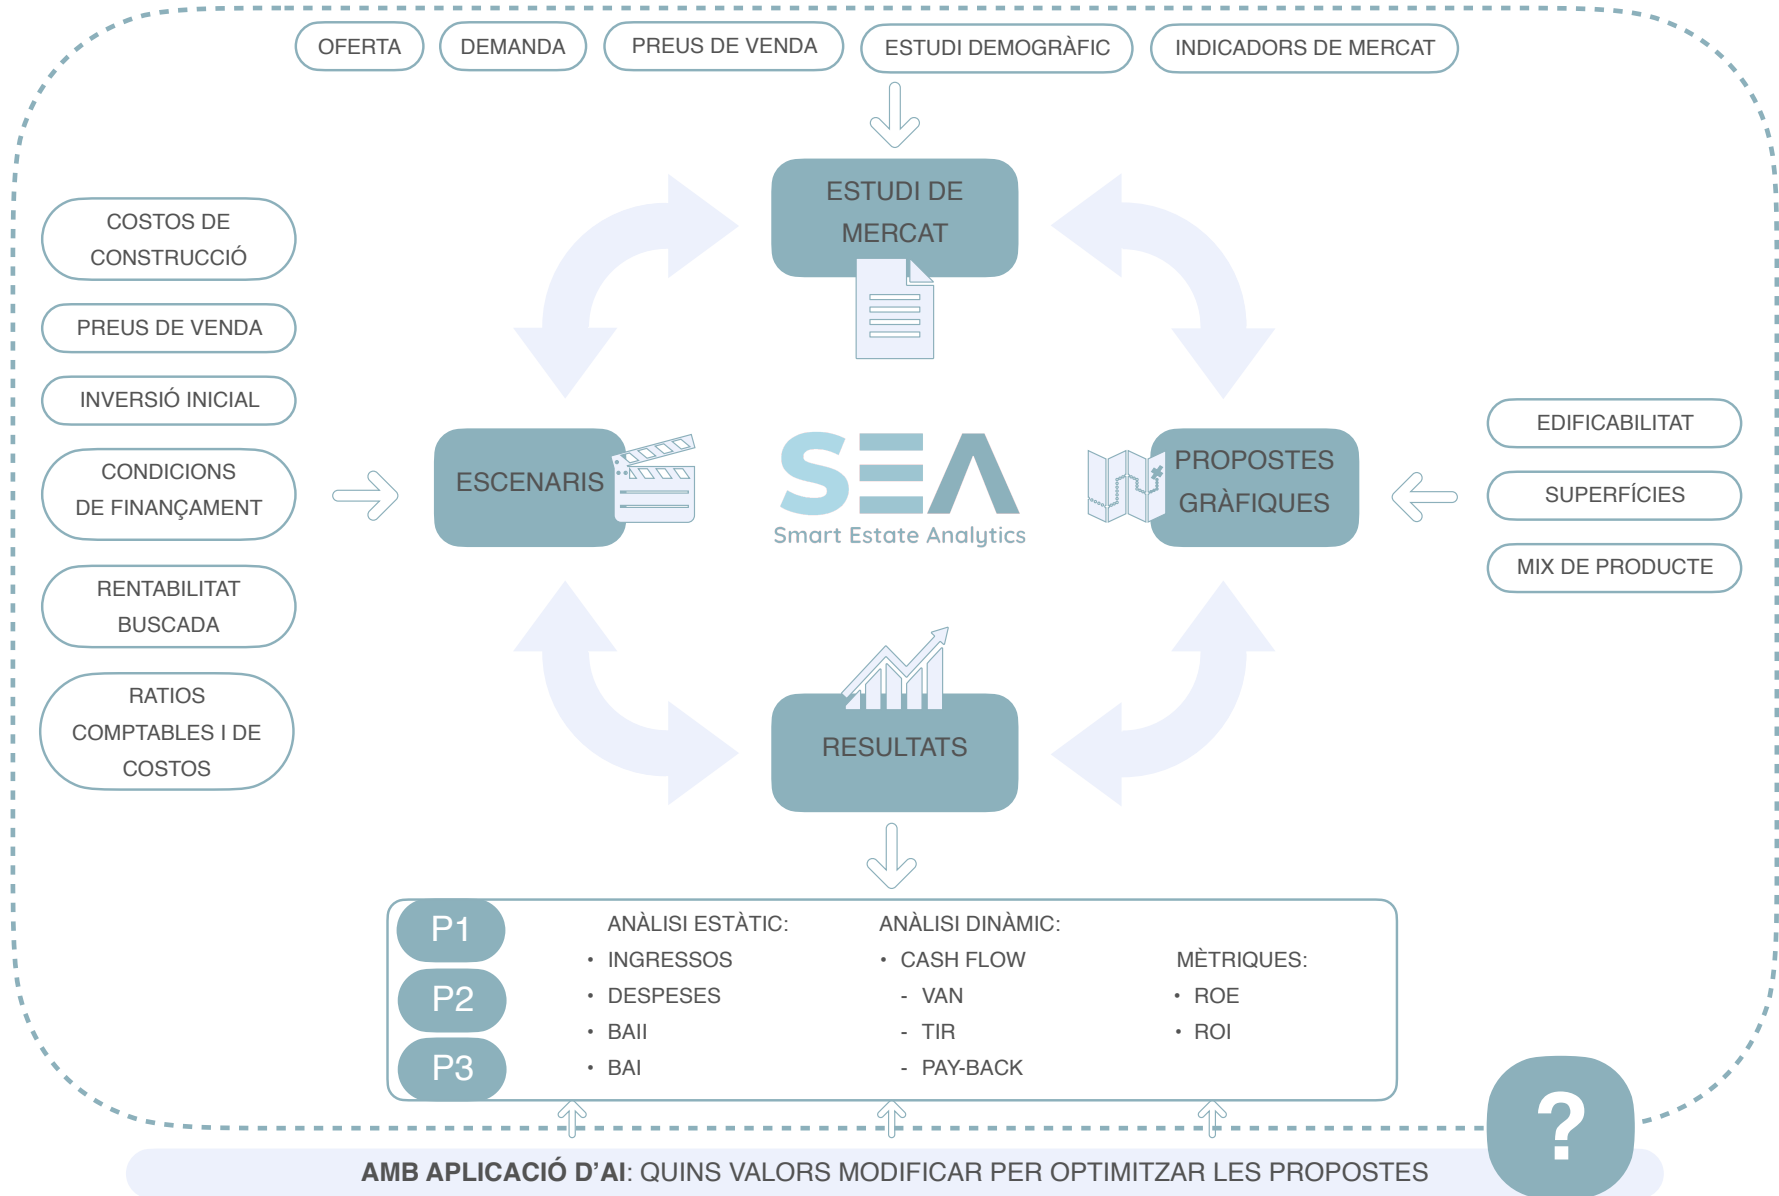 OFERTA
DEMANDA
PREUS DE VENDA
ESTUDI DEMOGRÀFIC
INDICADORS DE MERCAT
ESTUDI DE
MERCAT
COSTOS DE
CONSTRUCCIÓ
PREUS DE VENDA
INVERSIÓ INICIAL
CONDICIONS
DE FINANÇAMENT
RENTABILITAT
BUSCADA
RATIOS
COMPTABLES I DE
COSTOS
ESCENARIS
SEA
Smart Estate Analytics
PROPOSTES
GRÀFIQUES
EDIFICABILITAT
SUPERFÍCIES
MIX DE PRODUCTE
RESULTATS
P1
P2
P3
ANÀLISI ESTÀTIC:
• INGRESSOS
• DESPESES
• BAII
• BAI
ANÀLISI DINÀMIC:
• CASH FLOW
- VAN
- TIR
- PAY-BACK
MÈTRIQUES:
• ROE
• ROI
?
AMB APLICACIÓ D'AI: QUINS VALORS MODIFICAR PER OPTIMITZAR LES PROPOSTES